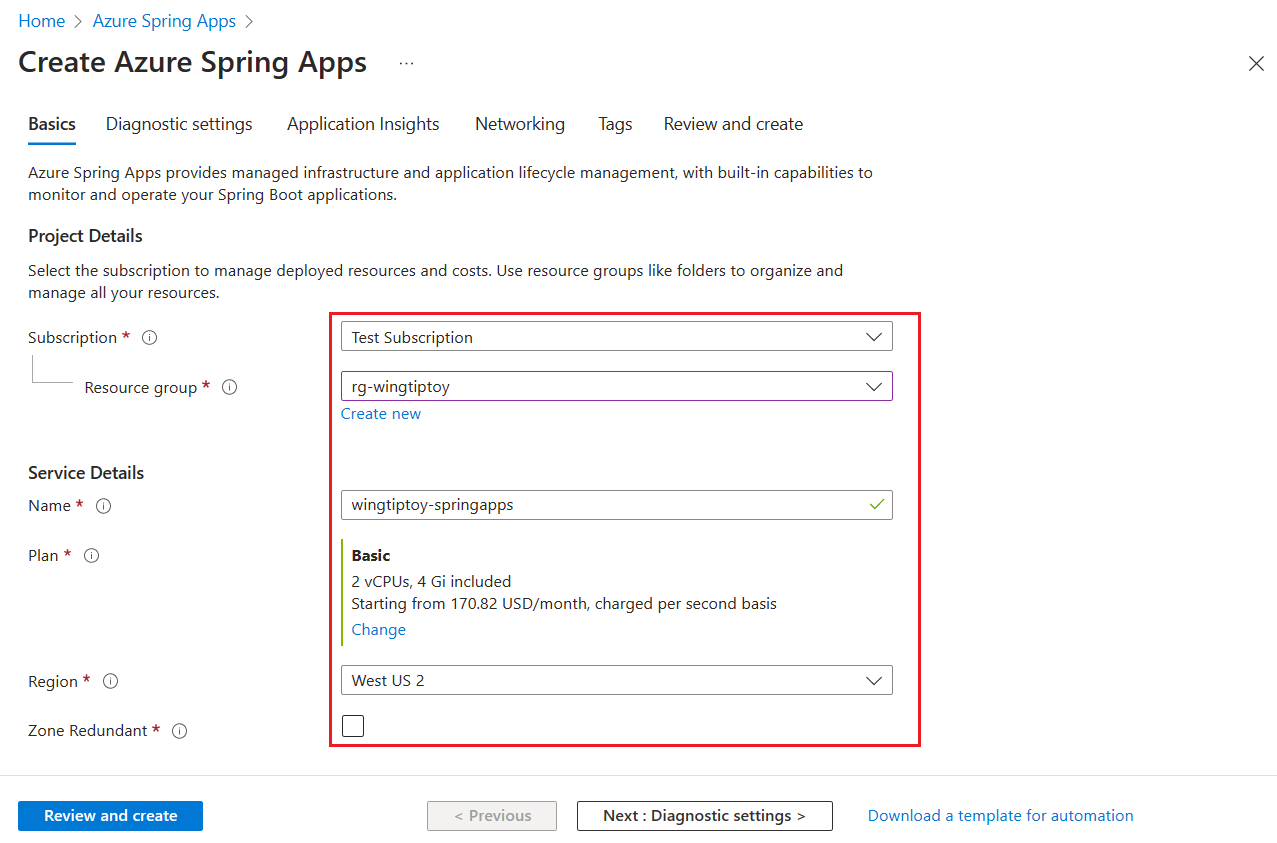 Home > Azure Spring Apps >
Create Azure Spring Apps ...
Basics Diagnostic settings Application Insights Networking Tags Review and create
Azure Spring Apps provides managed infrastructure and application lifecycle management, with built-in capabilities to
monitor and operate your Spring Boot applications.
Project Details
Select the subscription to manage deployed resources and costs. Use resource groups like folders to organize and
manage all your resources.
Subscription * Test Subscription
Resource group * rg-wingtiptoy
Create new
Service Details
Name * wingtiptoy-springapps
Plan * Basic
2 vCPUs, 4 Gi included
Starting from 170.82 USD/month, charged per second basis
Change
Region * West US 2
Zone Redundant *
Review and create < Previous Next : Diagnostic settings > Download a template for automation